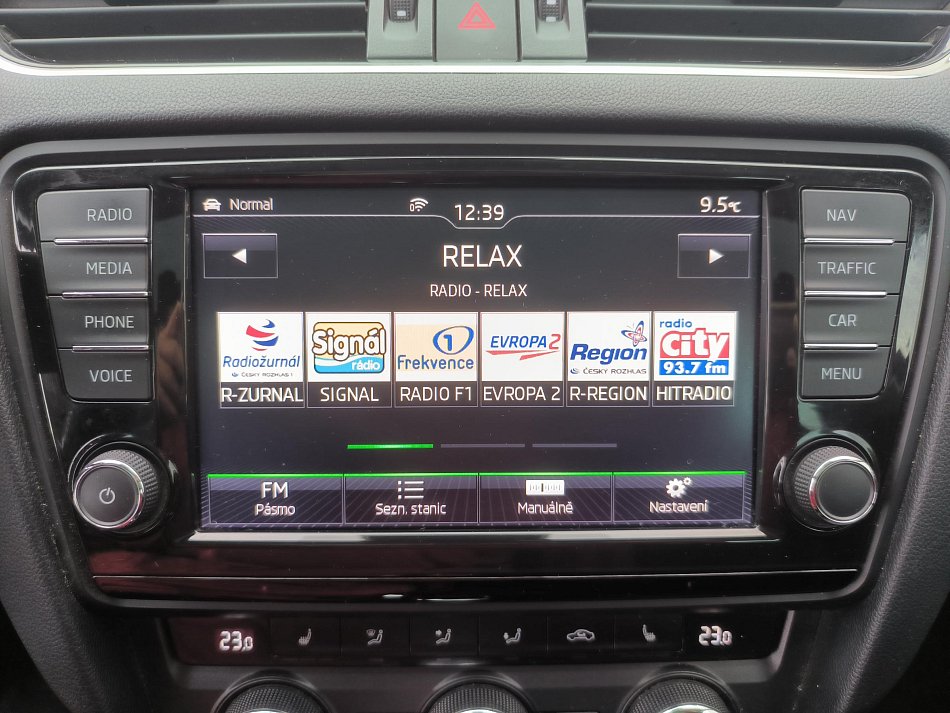 RADIO
MEDIA
PHONE
VOICE
Normal
12:39
9.5°C
RELAX
RADIO - RELAX
Radiožurnál
ČESKÝ ROZHLAS 1
R-ZURNAL
Signál
rádio
SIGNAL
1
Frekvence
RADIO F1
EVROPA 2
EVROPA 2
Region
ČESKÝ ROZHLAS
R-REGION
radio
City
93.7 fm
HITRADIO
FM
Pásmo
Sezn. stanic
Manuálně
Nastavení
NAV
TRAFFIC
CAR
MENU
23.0
23.0